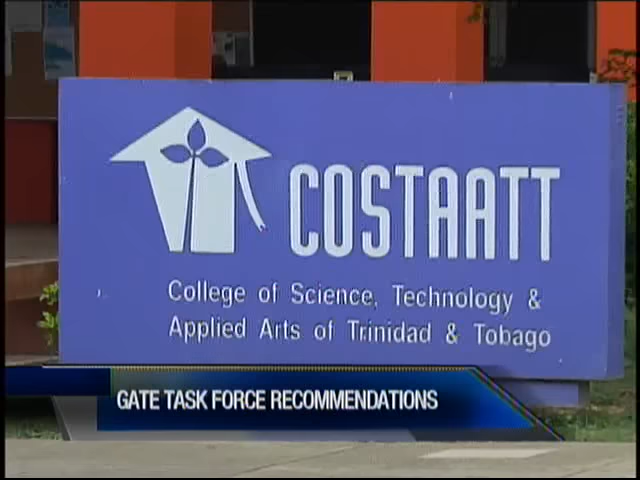 COSTAATT
College of Science, Technology &
Applied Arts of Trinidad & Tobago
GATE TASK FORCE RECOMMENDATIONS